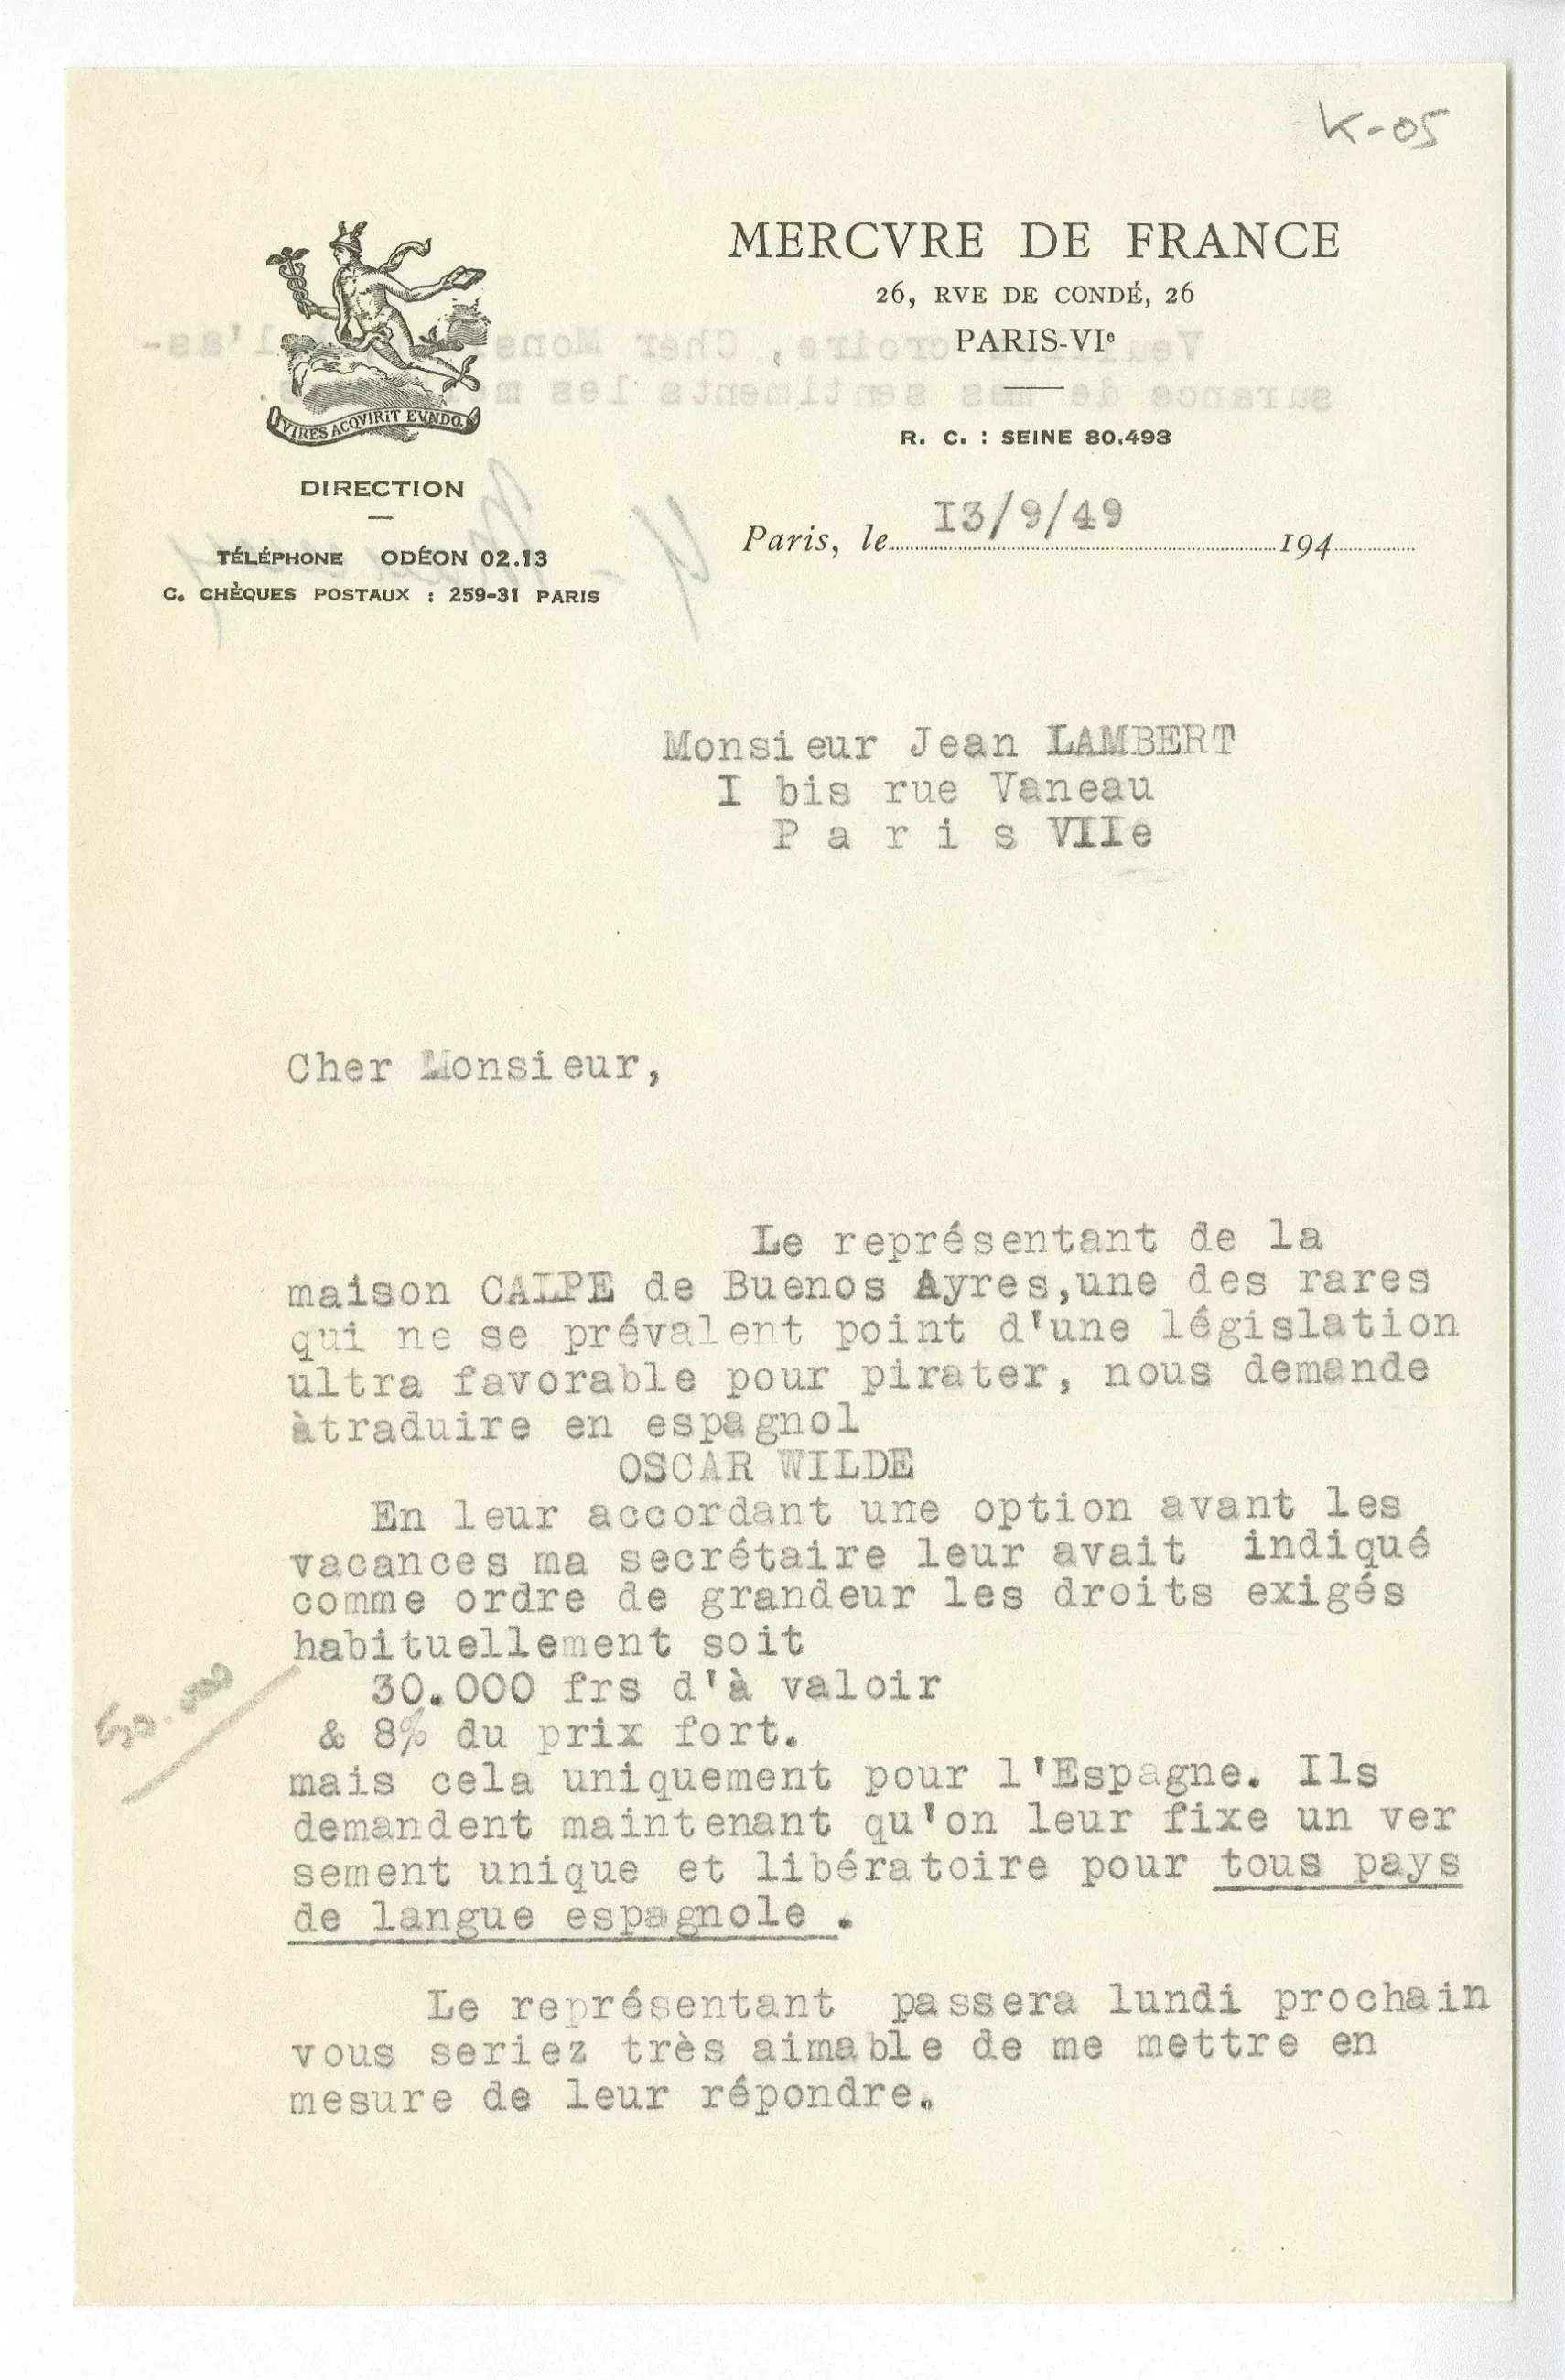 K-05
MERCVRE DE FRANCE
26, RVE DE CONDÉ, 26
PARIS-VIe
R. C. : SEINE 80.493
VIRES ACQVIRIT EVNDO
DIRECTION
TÉLÉPHONE ODÉON 02.13
C. CHÈQUES POSTAUX : 259-31 PARIS
Paris, le 13/9/49 194
Monsieur Jean LAMBERT
I bis rue Vaneau
P a r i s VIIe
Cher Monsieur,
Le représentant de la
maison CALPE de Buenos Ayres,une des rares
qui ne se prévalent point d'une législation
ultra favorable pour pirater, nous demande
àtraduire en espagnol
OSCAR WILDE
En leur accordant une option avant les
vacances ma secrétaire leur avait indiqué
comme ordre de grandeur les droits exigés
habituellement soit
30.000 frs d'à valoir
& 8% du prix fort.
mais cela uniquement pour l'Espagne. Ils
demandent maintenant qu'on leur fixe un ver
sement unique et libératoire pour tous pays
de langue espagnole .
Le représentant passera lundi prochain
vous seriez très aimable de me mettre en
mesure de leur répondre.